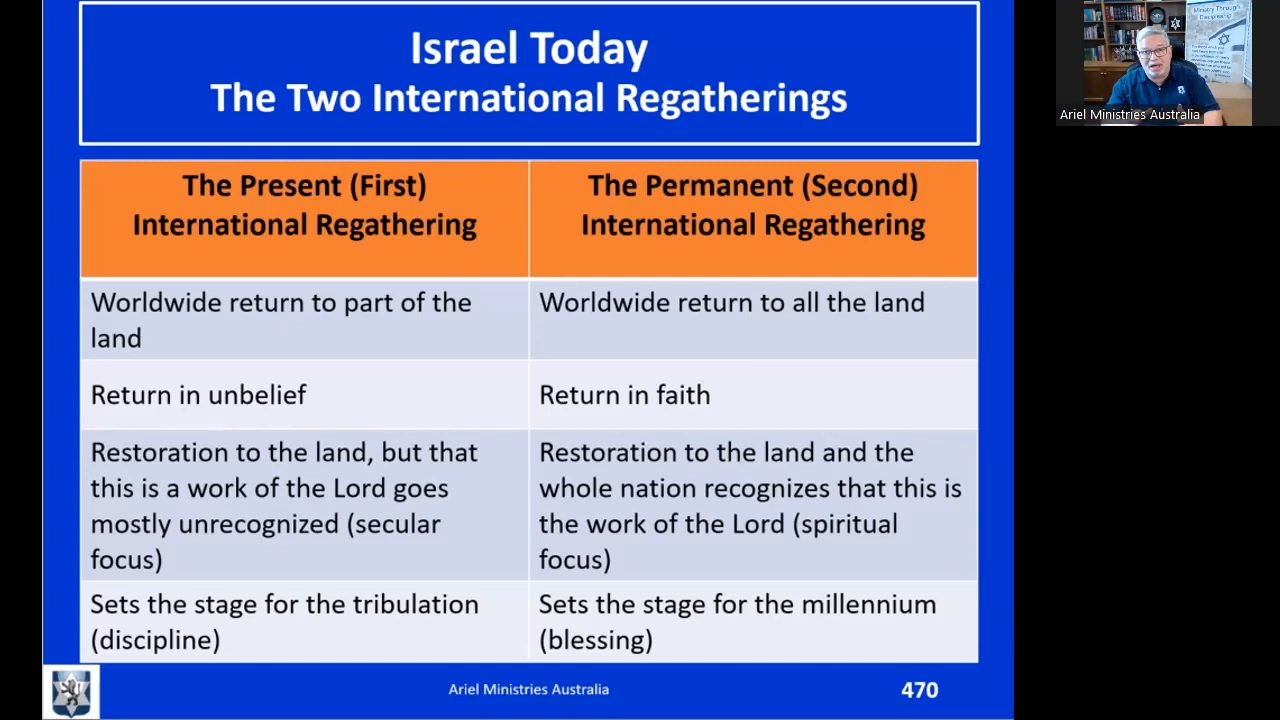 Israel Today
The Two International Regatherings
The Present (First)
International Regathering
The Permanent (Second)
International Regathering
Worldwide return to part of the
land
Worldwide return to all the land
Return in unbelief
Return in faith
Restoration to the land, but that
this is a work of the Lord goes
mostly unrecognized (secular
focus)
Restoration to the land and the
whole nation recognizes that this is
the work of the Lord (spiritual
focus)
Sets the stage for the tribulation
(discipline)
Sets the stage for the millennium
(blessing)
Ariel Ministries Australia
470
Ministry Through
Discipleship
Ariel Ministries Australia